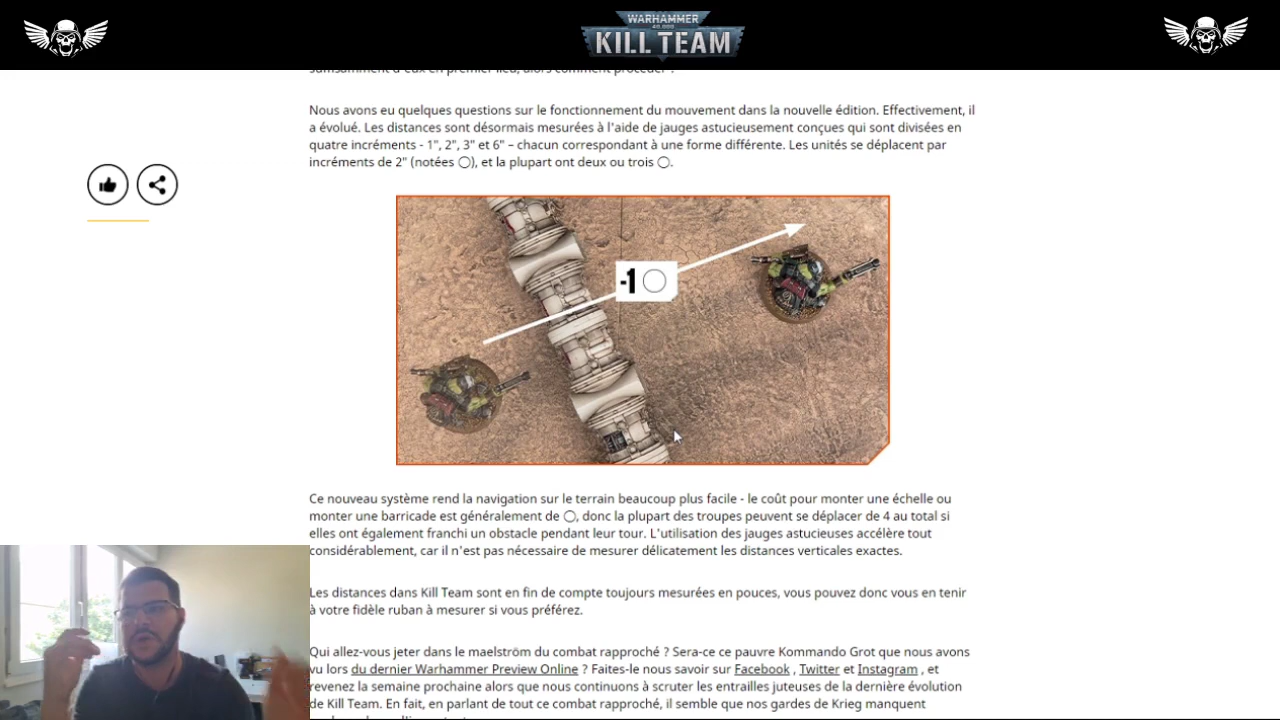 WARHAMMER
40,000
KILL TEAM
suffisamment d'eux en premier lieu, alors comment procéder ?
Nous avons eu quelques questions sur le fonctionnement du mouvement dans la nouvelle édition. Effectivement, il
a évolué. Les distances sont désormais mesurées à l'aide de jauges astucieusement conçues qui sont divisées en
quatre incréments - 1", 2", 3" et 6" – chacun correspondant à une forme différente. Les unités se déplacent par
incréments de 2" (notées ◯), et la plupart ont deux ou trois ◯.
-1 ◯
Ce nouveau système rend la navigation sur le terrain beaucoup plus facile - le coût pour monter une échelle ou
monter une barricade est généralement de ◯, donc la plupart des troupes peuvent se déplacer de 4 au total si
elles ont également franchi un obstacle pendant leur tour. L'utilisation des jauges astucieuses accélère tout
considérablement, car il n'est pas nécessaire de mesurer délicatement les distances verticales exactes.
Les distances dans Kill Team sont en fin de compte toujours mesurées en pouces, vous pouvez donc vous en tenir
à votre fidèle ruban à mesurer si vous préférez.
Qui allez-vous jeter dans le maelström du combat rapproché ? Sera-ce ce pauvre Kommando Grot que nous avons
vu lors du dernier Warhammer Preview Online ? Faites-le nous savoir sur Facebook , Twitter et Instagram , et
revenez la semaine prochaine alors que nous continuons à scruter les entrailles juteuses de la dernière évolution
de Kill Team. En fait, en parlant de tout ce combat rapproché, il semble que nos gardes de Krieg manquent